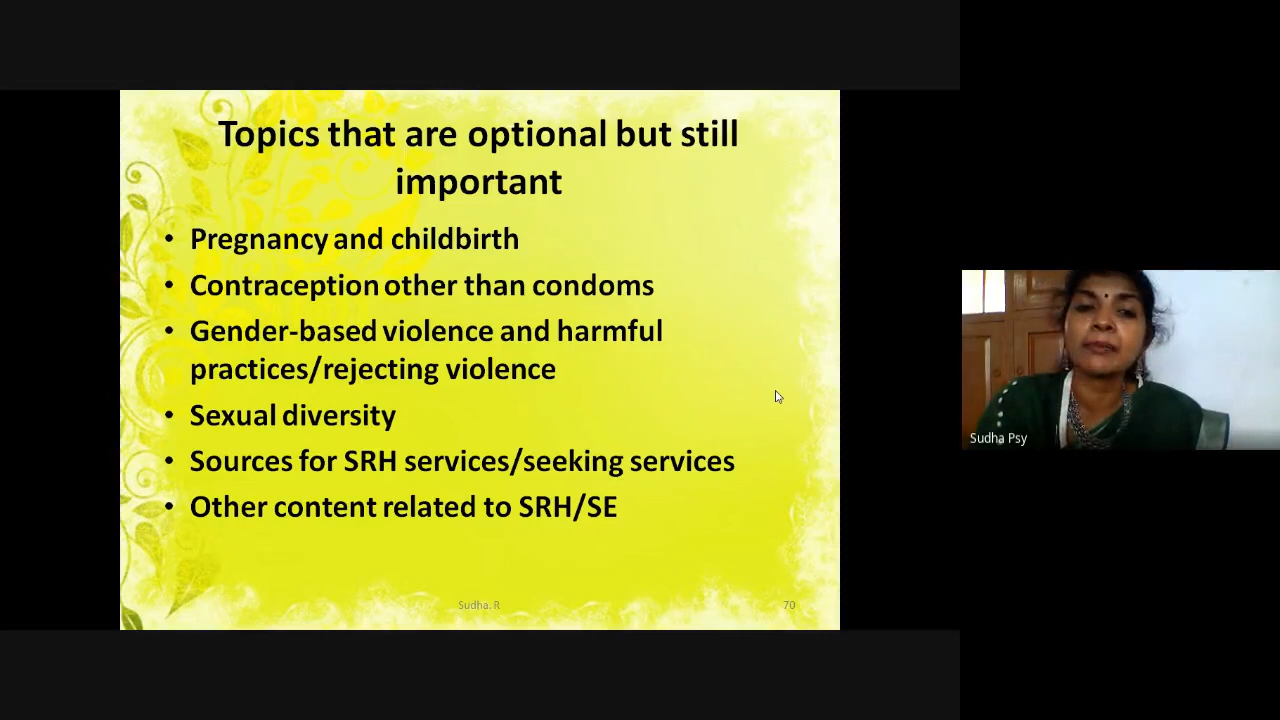 Topics that are optional but still
important
• Pregnancy and childbirth
• Contraception other than condoms
• Gender-based violence and harmful
practices/rejecting violence
• Sexual diversity
• Sources for SRH services/seeking services
• Other content related to SRH/SE
Sudha. R
70
Sudha Psy